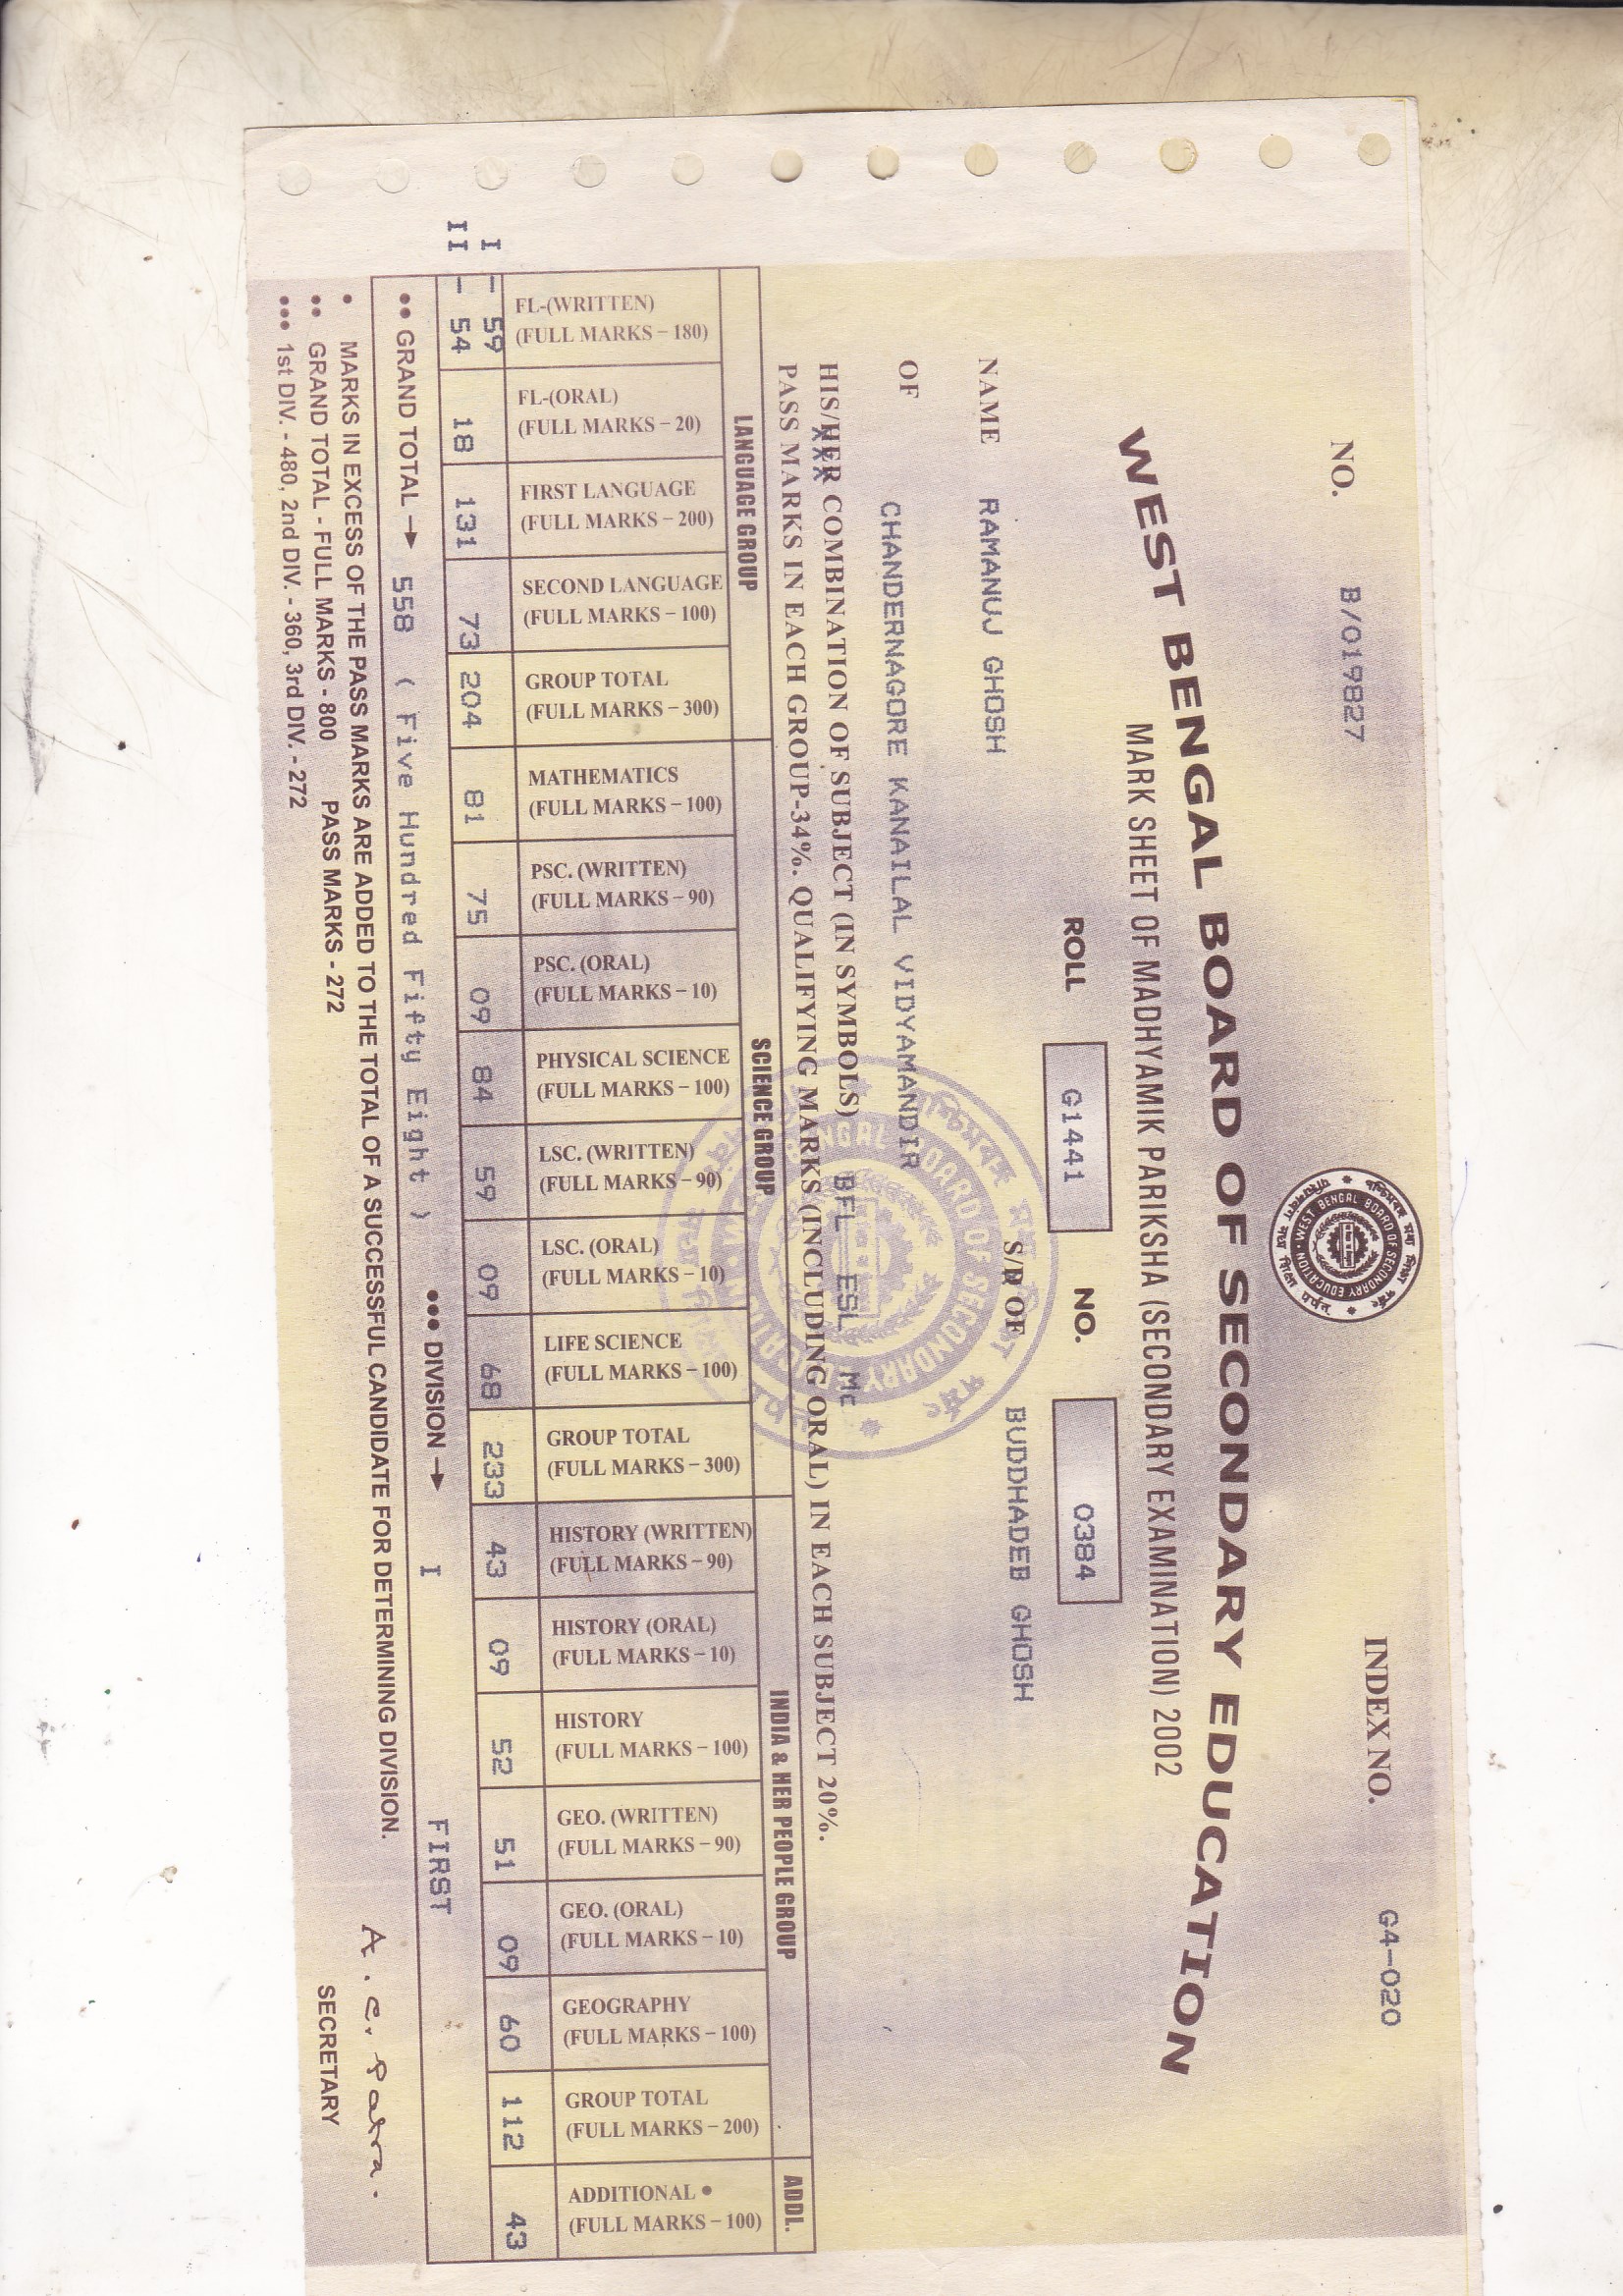 NO. B/019827 INDEX NO. G4-020
WEST BENGAL BOARD OF SECONDARY EDUCATION
MARK SHEET OF MADHYAMIK PARIKSHA (SECONDARY EXAMINATION) 2002
ROLL G1441 NO. 0384
NAME RAMANUJ GHOSH S/D OF BUDDHADEB GHOSH
OF CHANDERNAGORE KANAILAL VIDYAMANDIR
HIS/HER COMBINATION OF SUBJECT (IN SYMBOLS) BFL ESL Mc
PASS MARKS IN EACH GROUP-34%. QUALIFYING MARKS (INCLUDING ORAL) IN EACH SUBJECT 20%.
LANGUAGE GROUP SCIENCE GROUP INDIA & HER PEOPLE GROUP ADDL.
FL-(WRITTEN) FL-(ORAL) FIRST LANGUAGE SECOND LANGUAGE GROUP TOTAL MATHEMATICS PSC. (WRITTEN) PSC. (ORAL) PHYSICAL SCIENCE LSC. (WRITTEN) LSC. (ORAL) LIFE SCIENCE GROUP TOTAL HISTORY (WRITTEN) HISTORY (ORAL) HISTORY GEO. (WRITTEN) GEO. (ORAL) GEOGRAPHY GROUP TOTAL ADDITIONAL •
(FULL MARKS – 180) (FULL MARKS – 20) (FULL MARKS – 200) (FULL MARKS – 100) (FULL MARKS – 300) (FULL MARKS – 100) (FULL MARKS – 90) (FULL MARKS – 10) (FULL MARKS – 100) (FULL MARKS – 90) (FULL MARKS – 10) (FULL MARKS – 100) (FULL MARKS – 300) (FULL MARKS – 90) (FULL MARKS – 10) (FULL MARKS – 100) (FULL MARKS – 90) (FULL MARKS – 10) (FULL MARKS – 100) (FULL MARKS – 200) (FULL MARKS – 100)
I - 59
II - 54 18 131 73 204 81 75 09 84 59 09 68 233 43 09 52 51 09 60 112 43
•• GRAND TOTAL → 558 ( Five Hundred Fifty Eight ) ••• DIVISION → I FIRST
• MARKS IN EXCESS OF THE PASS MARKS ARE ADDED TO THE TOTAL OF A SUCCESSFUL CANDIDATE FOR DETERMINING DIVISION.
•• GRAND TOTAL - FULL MARKS - 800 PASS MARKS - 272
••• 1st DIV. - 480, 2nd DIV. - 360, 3rd DIV. - 272
A. C. Patra.
SECRETARY
WEST BENGAL BOARD OF SECONDARY EDUCATION